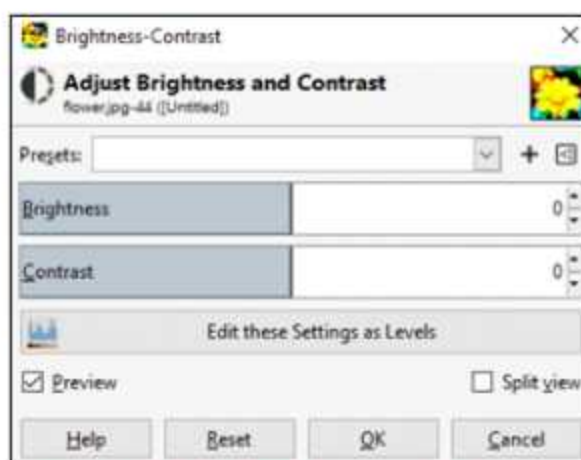 Brightness-Contrast
Adjust Brightness and Contrast
flower.jpg-44 ([Untitled])
Presets:
Brightness 0
Contrast 0
Edit these Settings as Levels
Preview Split view
Help Reset OK Cancel